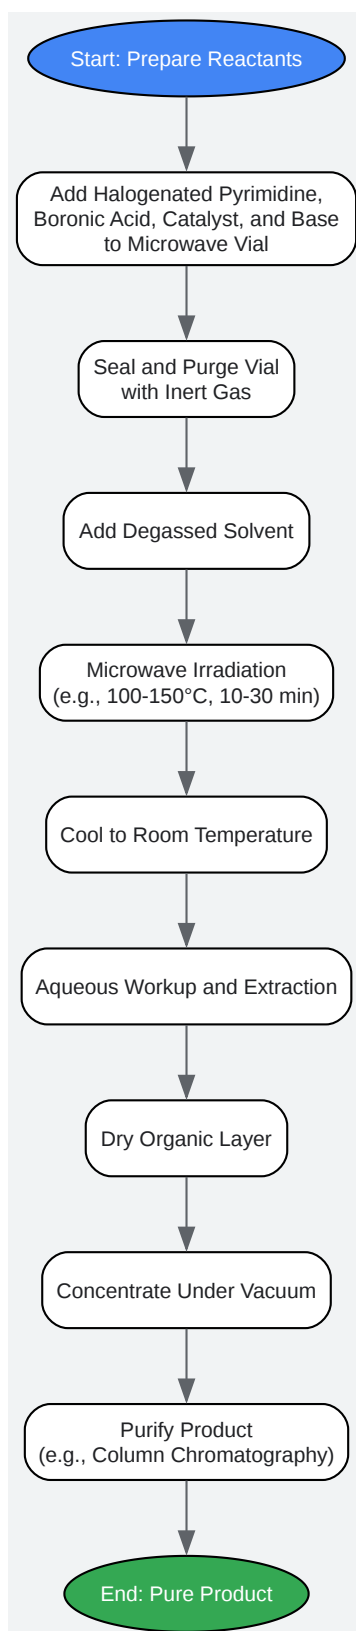 Start: Prepare Reactants
Add Halogenated Pyrimidine,
Boronic Acid, Catalyst, and Base
to Microwave Vial
Seal and Purge Vial
with Inert Gas
Add Degassed Solvent
Microwave Irradiation
(e.g., 100-150°C, 10-30 min)
Cool to Room Temperature
Aqueous Workup and Extraction
Dry Organic Layer
Concentrate Under Vacuum
Purify Product
(e.g., Column Chromatography)
End: Pure Product